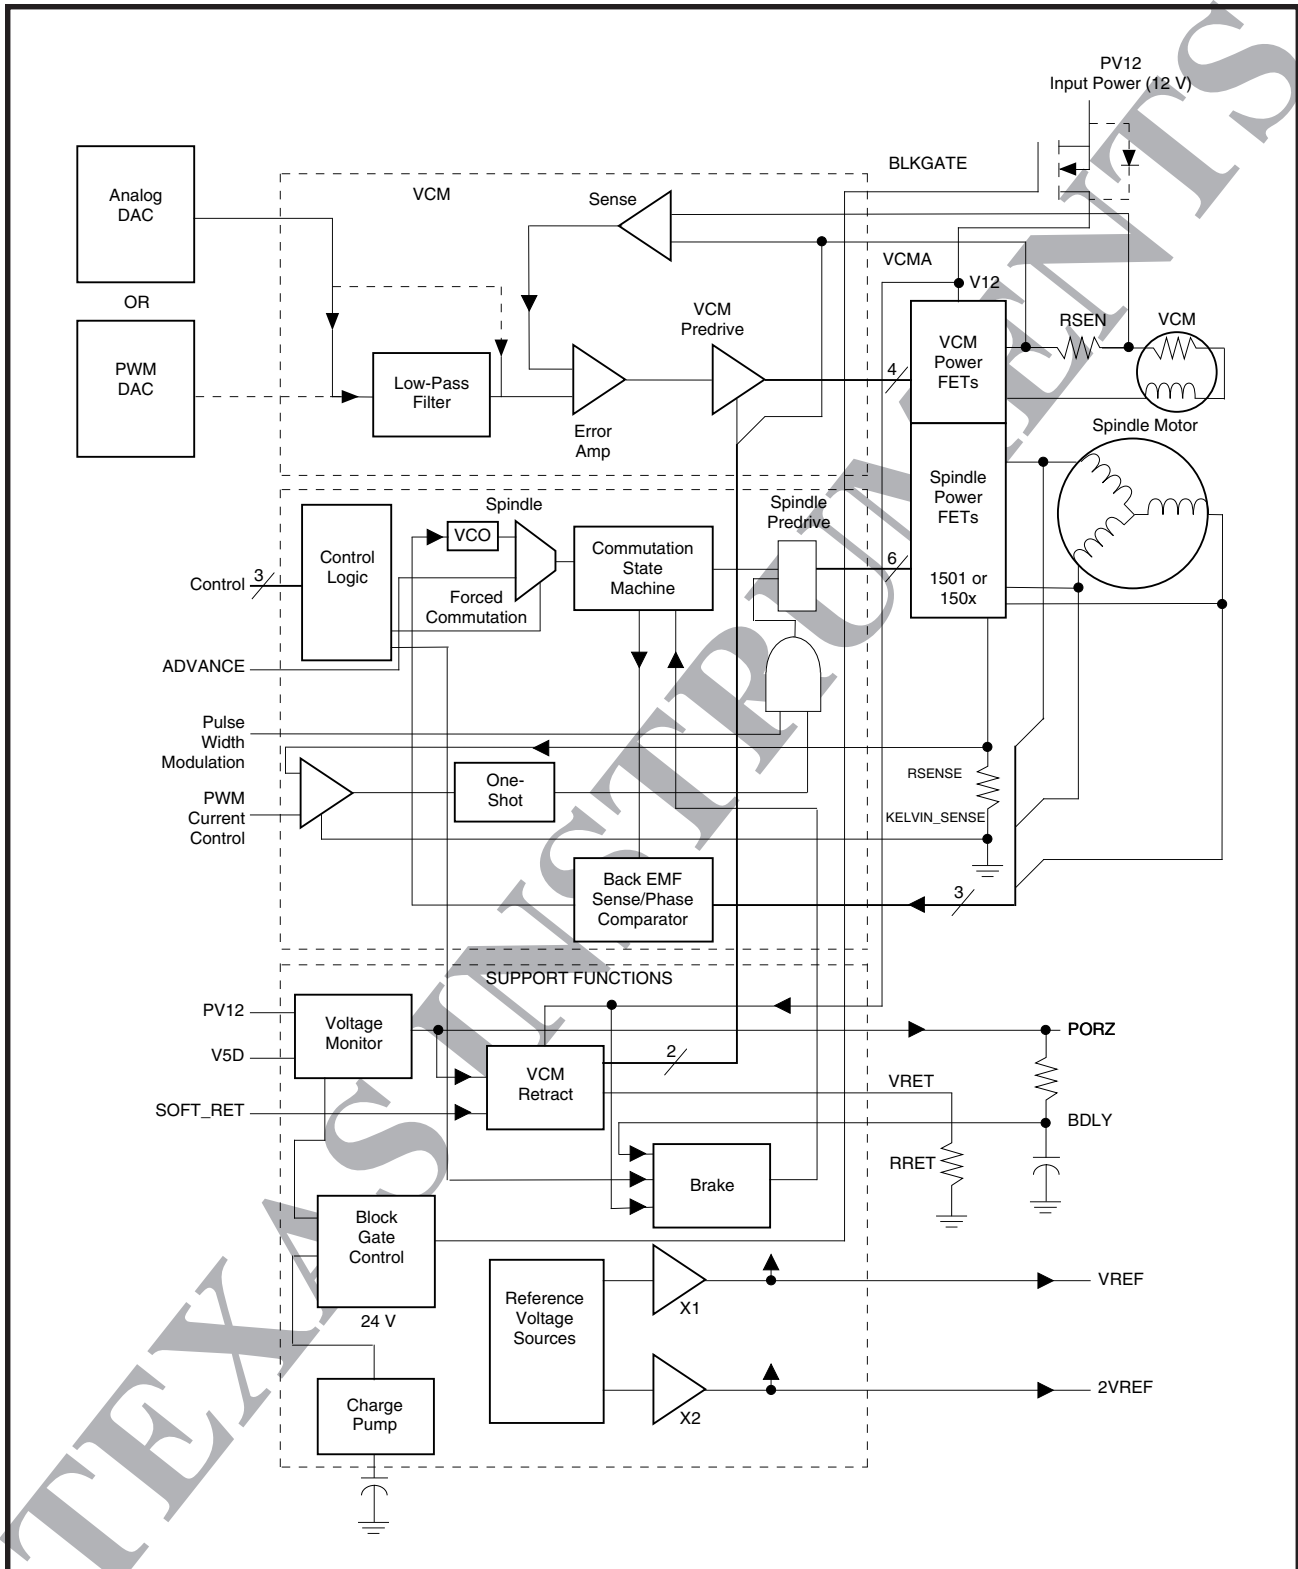 PV12
Input Power (12 V)
BLKGATE
Analog
DAC
VCM
Sense
VCMA
V12
OR
VCM
Predrive
RSEN
VCM
PWM
DAC
Low-Pass
Filter
4
VCM
Power
FETs
Error
Amp
Spindle Motor
Spindle
Power
FETs
1501 or
150x
Spindle
Spindle
Predrive
VCO
Control
Logic
Commutation
State
Machine
6
Control
3
Forced
Commutation
ADVANCE
Pulse
Width
Modulation
PWM
Current
Control
One-
Shot
RSENSE
KELVIN_SENSE
Back EMF
Sense/Phase
Comparator
3
SUPPORT FUNCTIONS
PV12
V5D
Voltage
Monitor
PORZ
2
VCM
Retract
VRET
SOFT_RET
BDLY
RRET
Brake
Block
Gate
Control
24 V
Reference
Voltage
Sources
X1
VREF
X2
2VREF
Charge
Pump
TEXAS INSTRUMENTS